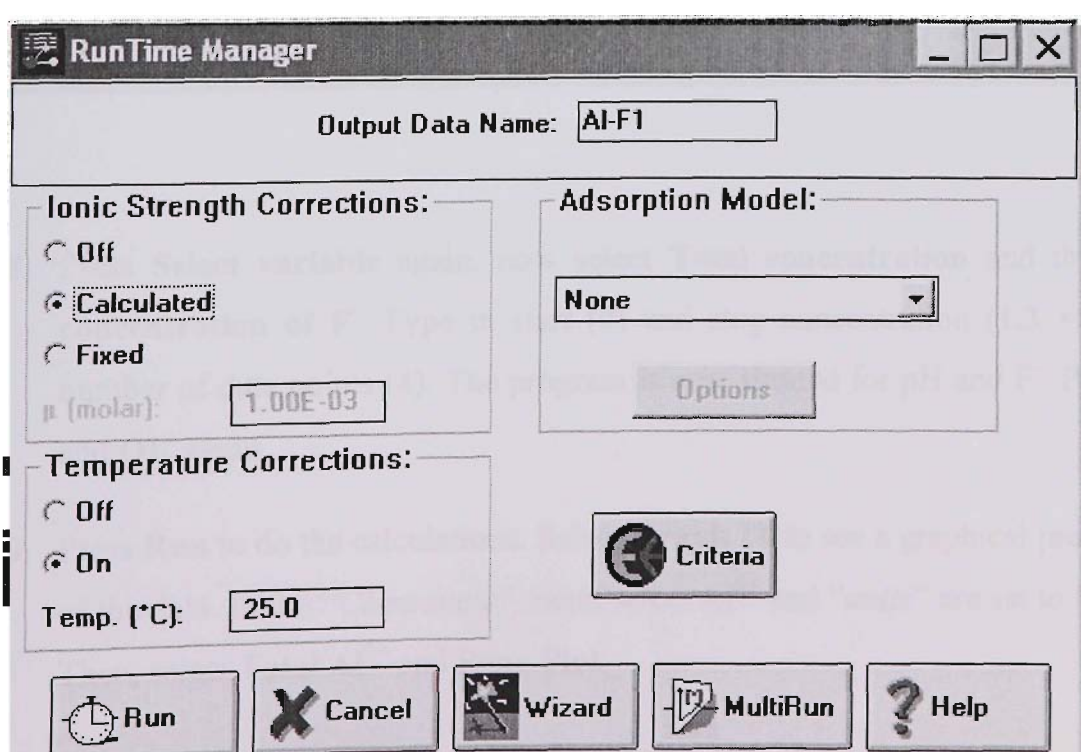 RunTime Manager
Output Data Name: Al-F1
Ionic Strength Corrections:
Off
Calculated
Fixed
µ (molar): 1.00E-03
Adsorption Model:
None
Options
Temperature Corrections:
Off
On
Temp. (°C): 25.0
Criteria
Run
Cancel
Wizard
MultiRun
Help